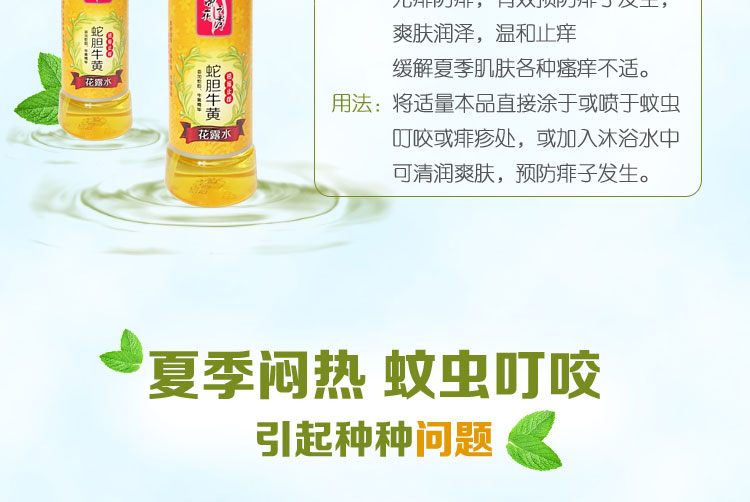 蛇胆牛黄
花露水
蛇胆牛黄
花露水
爽肤润泽，温和止痒
缓解夏季肌肤各种瘙痒不适。
用法：将适量本品直接涂于或喷于蚊虫
叮咬或痱疹处，或加入沐浴水中
可清润爽肤，预防痱子发生。
夏季闷热 蚊虫叮咬
引起种种问题